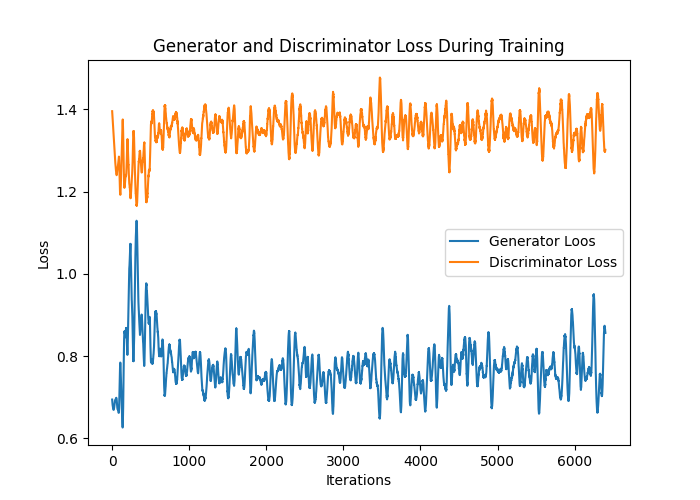 Generator and Discriminator Loss During Training
1.4
1.2
1.0
0.8
0.6
Loss
Generator Loos
Discriminator Loss
0
1000
2000
3000
4000
5000
6000
Iterations